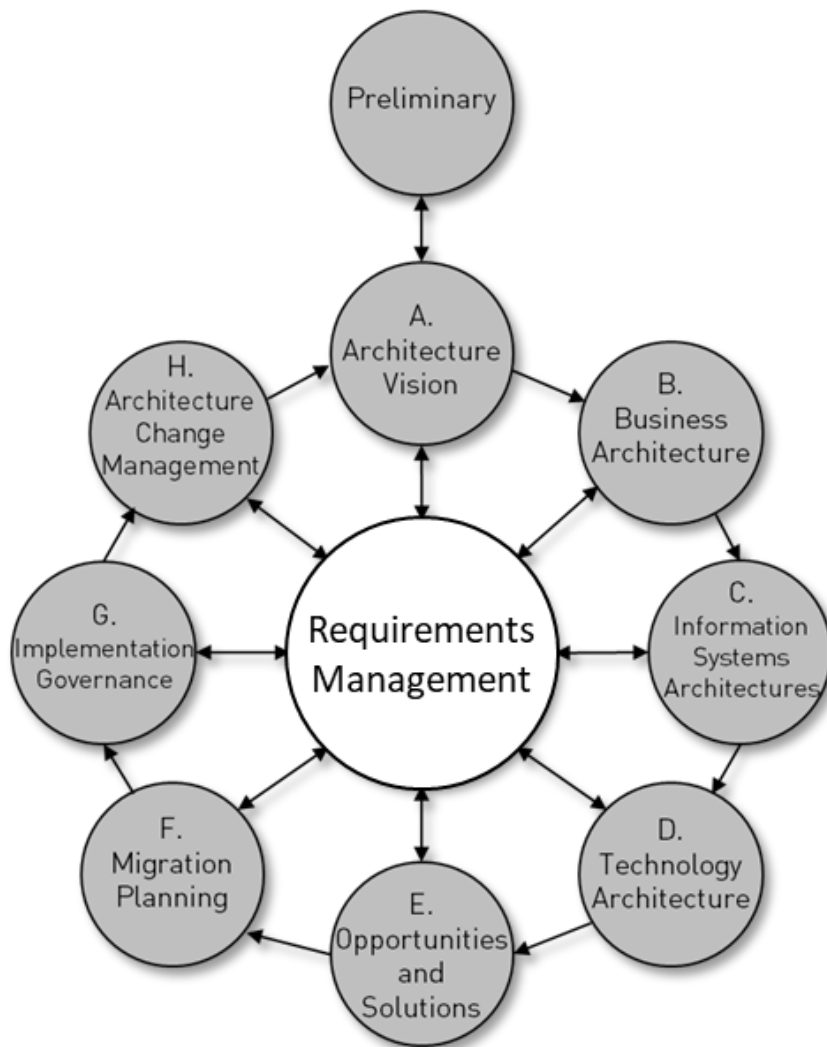 Preliminary
A.
Architecture
Vision
B.
Business
Architecture
C.
Information
Systems
Architectures
D.
Technology
Architecture
E.
Opportunities
and
Solutions
F.
Migration
Planning
G.
Implementation
Governance
H.
Architecture
Change
Management
Requirements
Management